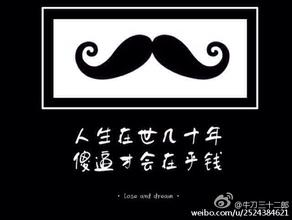 人生在世几十年
傻逼才会在乎钱
· lose and dream ·
@牛刀三十二郎
weibo.com/u/2524384621